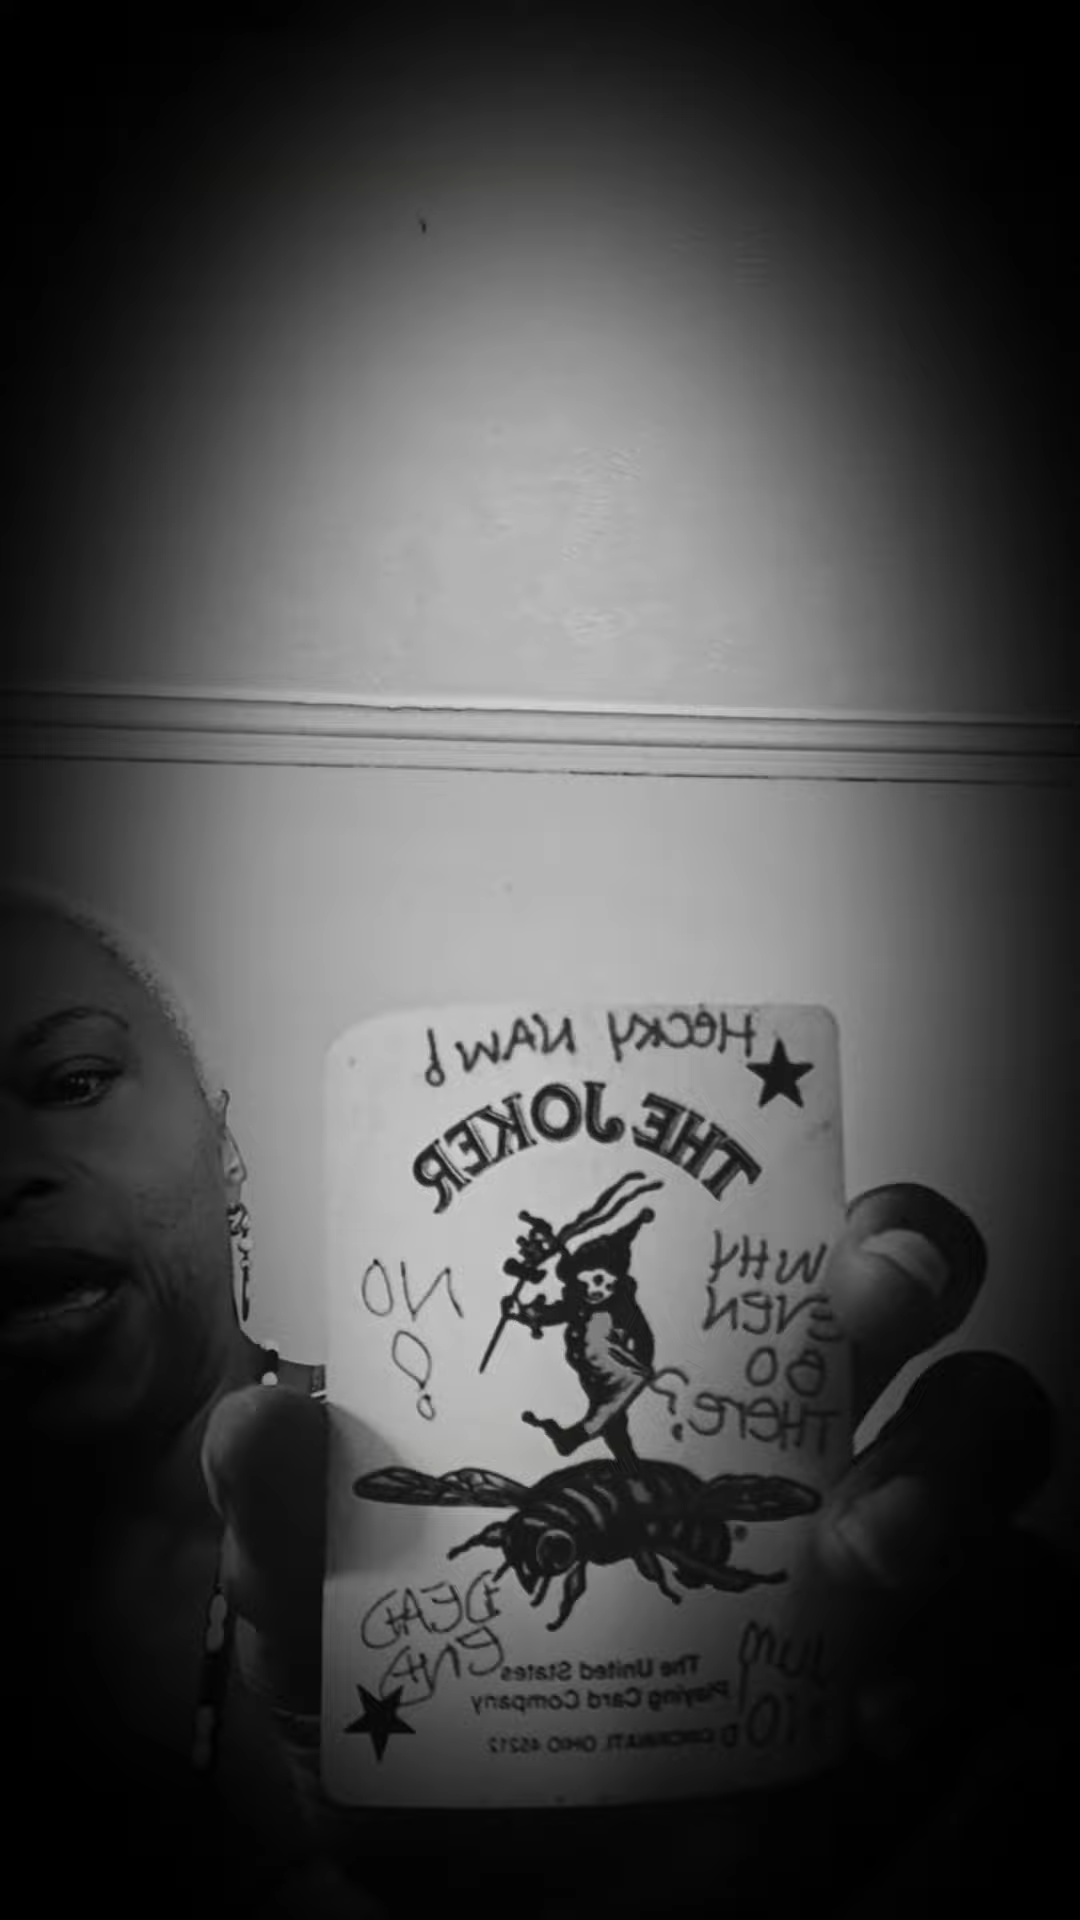 HECKY NAW!
THE JOKER
NO
!
WHY
EVEN
GO
THERE?
DEAD
END
The United States
Playing Card Company
CINCINNATI, OHIO 45212